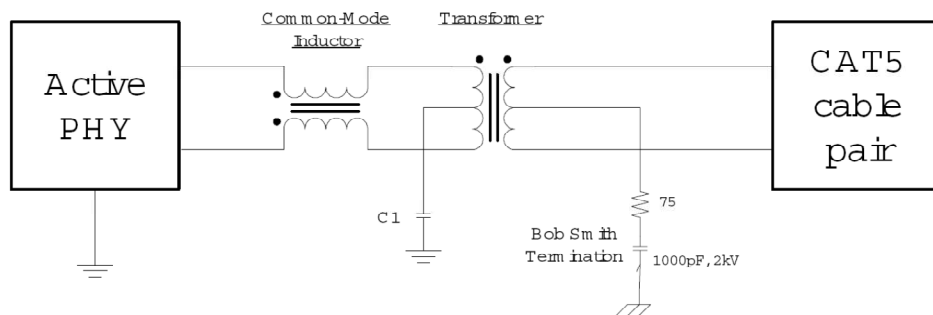 Common-Mode
Inductor
Transformer
Active
PHY
CAT5
cable
pair
C1
75
Bob Smith
Termination
1000pF,2kV